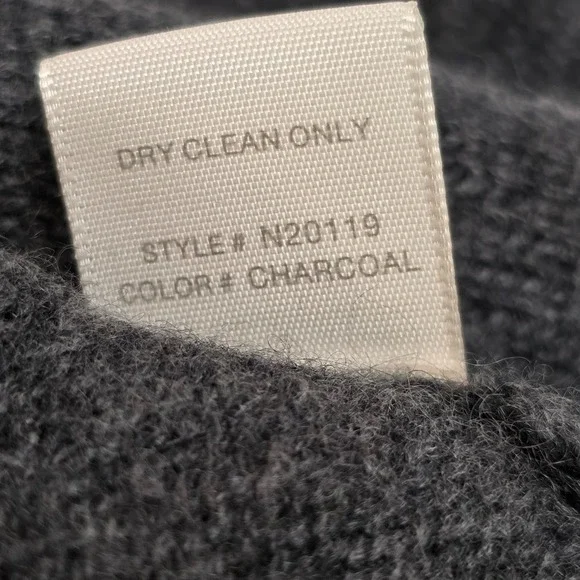 DRY CLEAN ONLY
STYLE # N20119
COLOR # CHARCOAL